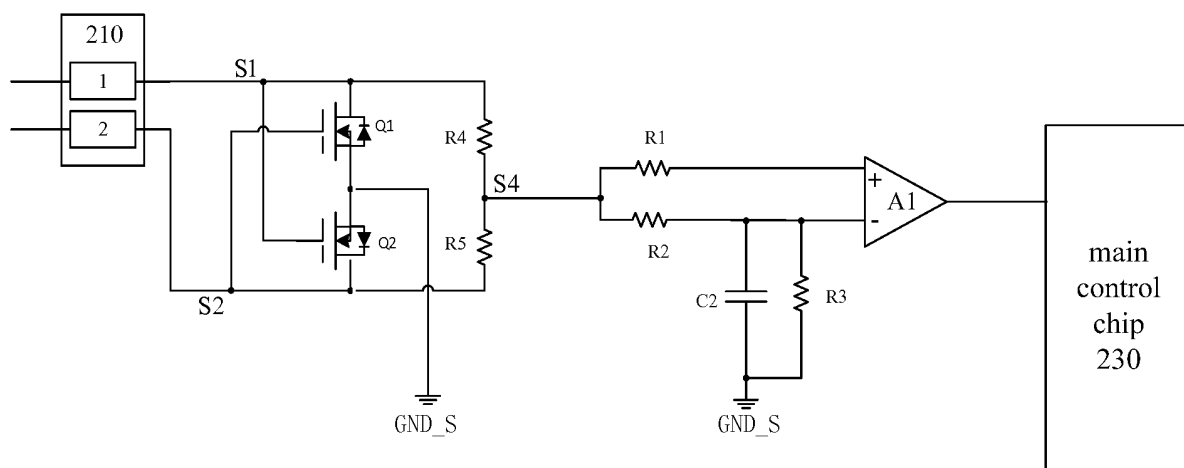 210
1
2
S1
S2
Q1
Q2
R4
R5
S4
GND_S
R1
R2
C2
R3
GND_S
+
-
A1
main
control
chip
230